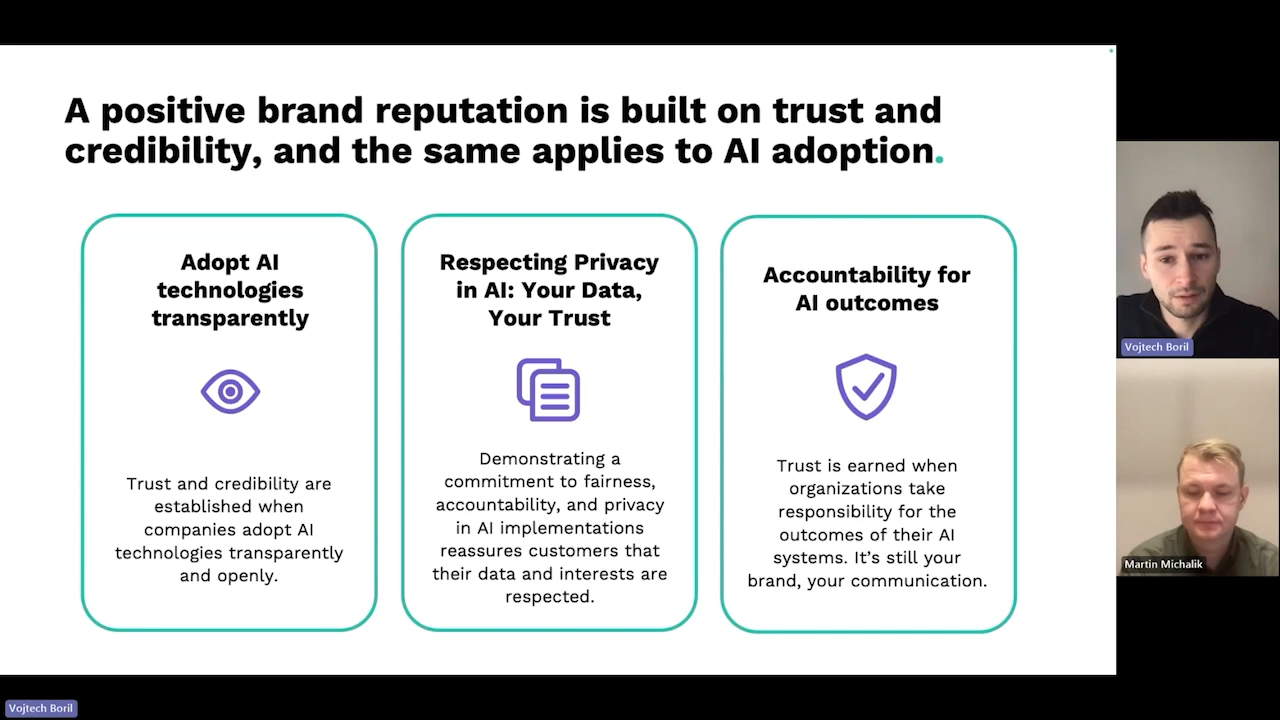 A positive brand reputation is built on trust and
credibility, and the same applies to AI adoption.
Adopt AI
technologies
transparently
Trust and credibility are
established when
companies adopt AI
technologies transparently
and openly.
Respecting Privacy
in AI: Your Data,
Your Trust
Demonstrating a
commitment to fairness,
accountability, and privacy
in AI implementations
reassures customers that
their data and interests are
respected.
Accountability for
AI outcomes
Trust is earned when
organizations take
responsibility for the
outcomes of their AI
systems. It’s still your
brand, your communication.
Vojtech Boril
Martin Michalik
Vojtech Boril